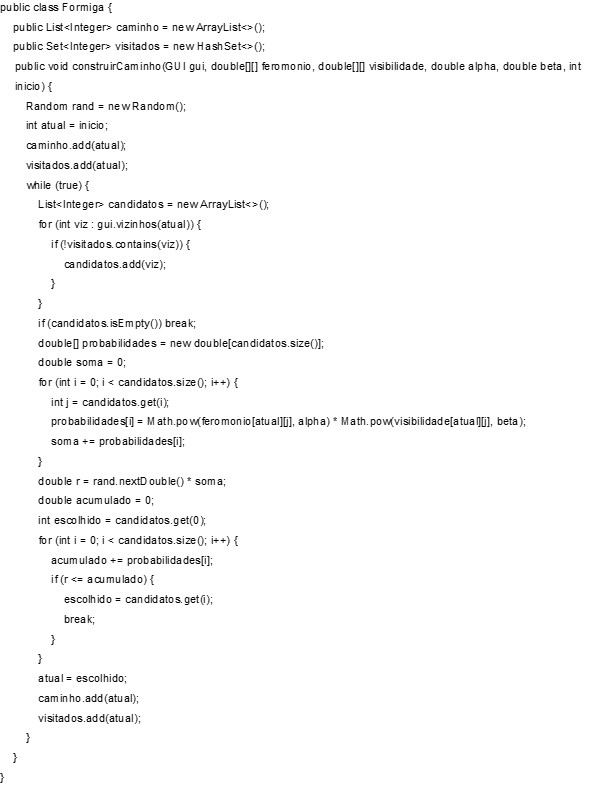 public class Formiga {
public List<Integer> caminho = new ArrayList<>();
public Set<Integer> visitados = new HashSet<>();
public void construirCaminho(GUI gui, double[][] feromonio, double[][] visibilidade, double alpha, double beta, int
inicio) {
Random rand = new Random();
int atual = inicio;
caminho.add(atual);
visitados.add(atual);
while (true) {
List<Integer> candidatos = new ArrayList<>();
for (int viz : gui.vizinhos(atual)) {
if (!visitados.contains(viz)) {
candidatos.add(viz);
}
}
if (candidatos.isEmpty()) break;
double[] probabilidades = new double[candidatos.size()];
double soma = 0;
for (int i = 0; i < candidatos.size(); i++) {
int j = candidatos.get(i);
probabilidades[i] = Math.pow(feromonio[atual][j], alpha) * Math.pow(visibilidade[atual][j], beta);
soma += probabilidades[i];
}
double r = rand.nextDouble() * soma;
double acumulado = 0;
int escolhido = candidatos.get(0);
for (int i = 0; i < candidatos.size(); i++) {
acumulado += probabilidades[i];
if (r <= acumulado) {
escolhido = candidatos.get(i);
break;
}
}
atual = escolhido;
caminho.add(atual);
visitados.add(atual);
}
}
}